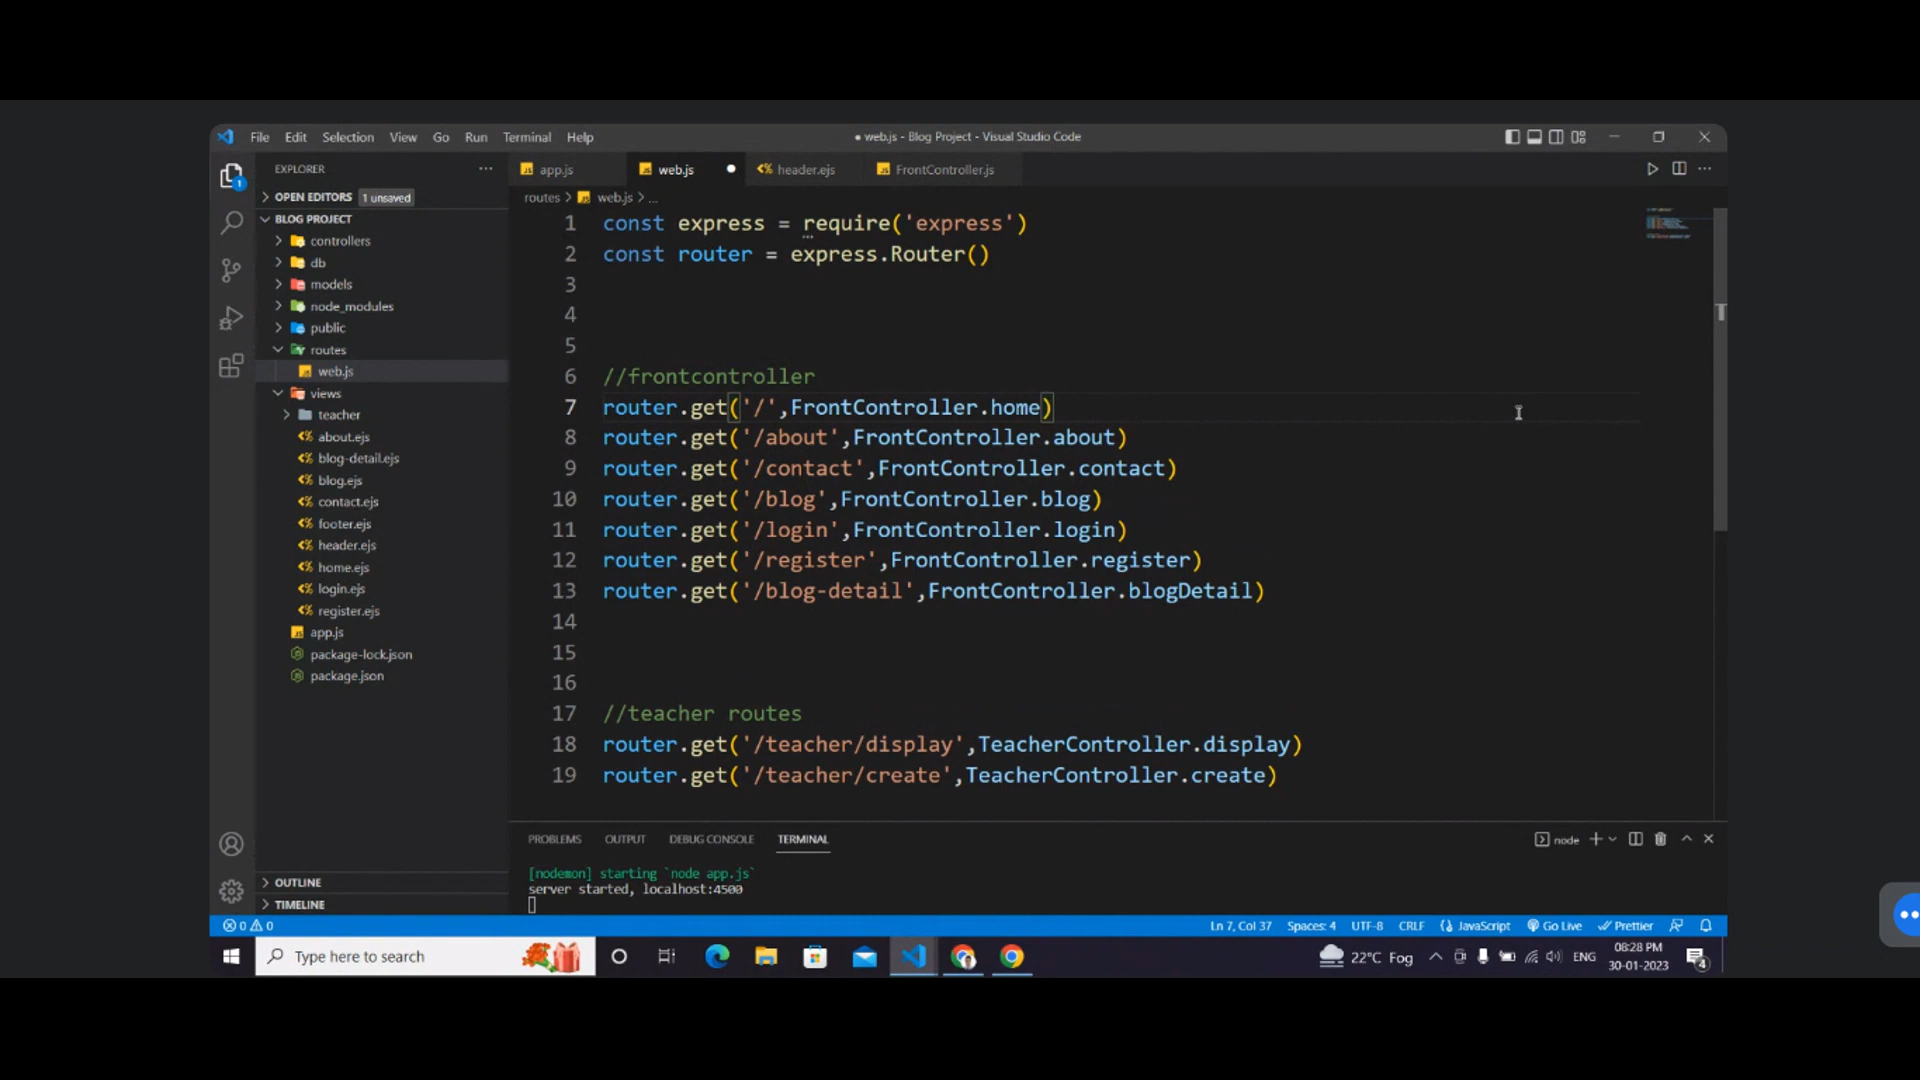 File Edit Selection View Go Run Terminal Help
● web.js - Blog Project - Visual Studio Code
EXPLORER
OPEN EDITORS 1 unsaved
BLOG PROJECT
controllers
db
models
node_modules
public
routes
web.js
views
teacher
about.ejs
blog-detail.ejs
blog.ejs
contact.ejs
footer.ejs
header.ejs
home.ejs
login.ejs
register.ejs
app.js
package-lock.json
package.json
OUTLINE
TIMELINE
app.js web.js header.ejs FrontController.js
routes > web.js > ...
1 const express = require('express')
2 const router = express.Router()
3
4
5
6 //frontcontroller
7 router.get('/',FrontController.home)
8 router.get('/about',FrontController.about)
9 router.get('/contact',FrontController.contact)
10 router.get('/blog',FrontController.blog)
11 router.get('/login',FrontController.login)
12 router.get('/register',FrontController.register)
13 router.get('/blog-detail',FrontController.blogDetail)
14
15
16
17 //teacher routes
18 router.get('/teacher/display',TeacherController.display)
19 router.get('/teacher/create',TeacherController.create)
PROBLEMS OUTPUT DEBUG CONSOLE TERMINAL
node
[nodemon] starting `node app.js`
server started, localhost:4500
0 0
Ln 7, Col 37 Spaces: 4 UTF-8 CRLF JavaScript Go Live Prettier
Type here to search
22°C Fog
ENG
08:28 PM
30-01-2023
4